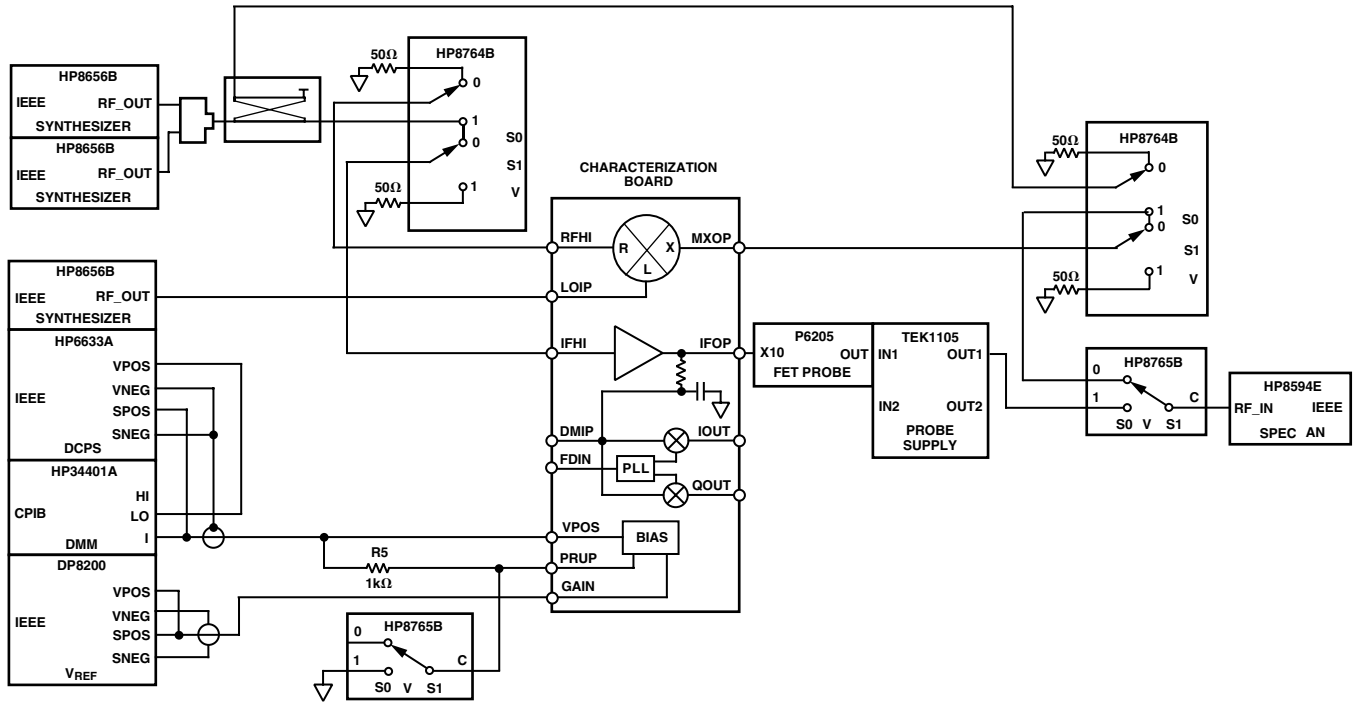 HP8656B
IEEE RF_OUT
SYNTHESIZER
HP8656B
IEEE RF_OUT
SYNTHESIZER
50Ω
HP8764B
0
1
0
S0
S1
50Ω
1
V
HP8656B
IEEE RF_OUT
SYNTHESIZER
HP6633A
VPOS
VNEG
IEEE
SPOS
SNEG
DCPS
HP34401A
HI
CPIB
LO
I
DMM
DP8200
VPOS
VNEG
IEEE
SPOS
SNEG
VREF
R5
1kΩ
HP8765B
0
1
C
S0 V S1
CHARACTERIZATION
BOARD
RFHI
R
X
L
MXOP
LOIP
IFHI
IFOP
DMIP
IOUT
FDIN
PLL
QOUT
VPOS
BIAS
PRUP
GAIN
P6205
X10 OUT
FET PROBE
TEK1105
IN1 OUT1
IN2 OUT2
PROBE
SUPPLY
HP8764B
50Ω
0
1
0
S0
S1
50Ω
1
V
HP8765B
0
1
C
S0 V S1
HP8594E
RF_IN IEEE
SPEC AN